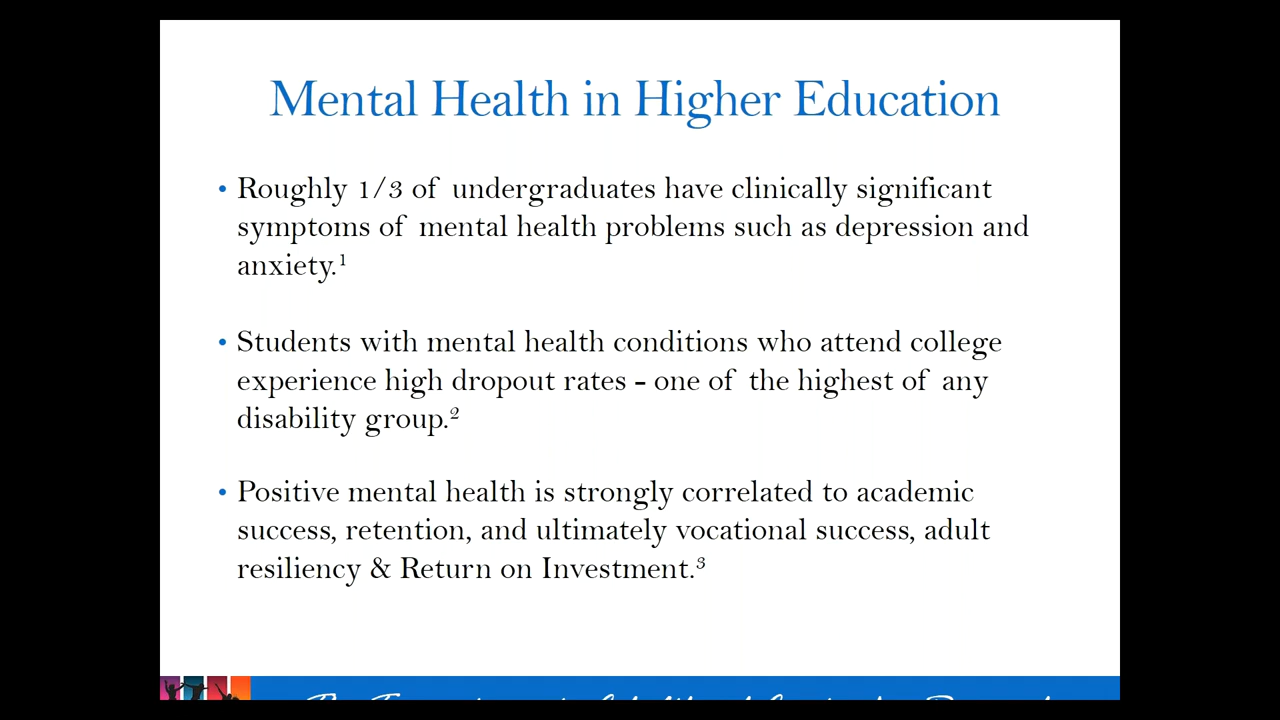 Mental Health in Higher Education
• Roughly 1/3 of undergraduates have clinically significant
symptoms of mental health problems such as depression and
anxiety.¹
• Students with mental health conditions who attend college
experience high dropout rates - one of the highest of any
disability group.²
• Positive mental health is strongly correlated to academic
success, retention, and ultimately vocational success, adult
resiliency & Return on Investment.³